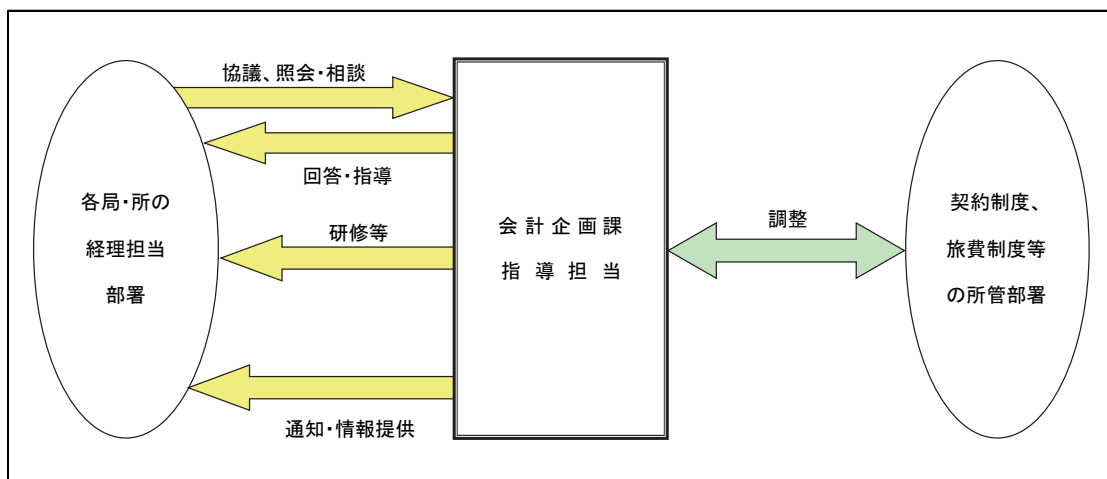 協議、照会・相談
回答・指導
各局・所の
経理担当
部署
研修等
通知・情報提供
会計企画課
指導担当
調整
契約制度、
旅費制度等
の所管部署